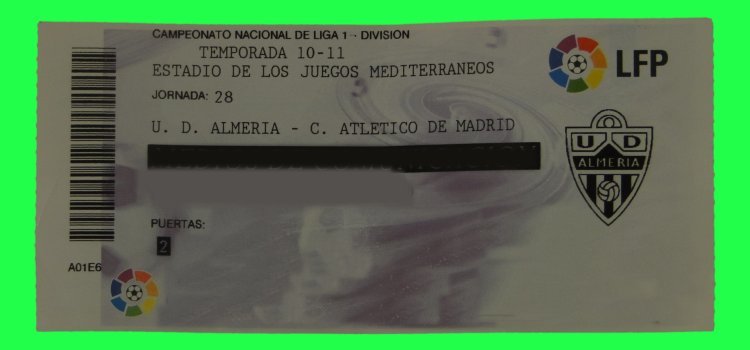 CAMPEONATO NACIONAL DE LIGA 1ª DIVISION
TEMPORADA 10-11
ESTADIO DE LOS JUEGOS MEDITERRANEOS
JORNADA: 28
U. D. ALMERIA - C. ATLETICO DE MADRID
PUERTAS:
2
A01E6
LFP
U D
ALMERIA